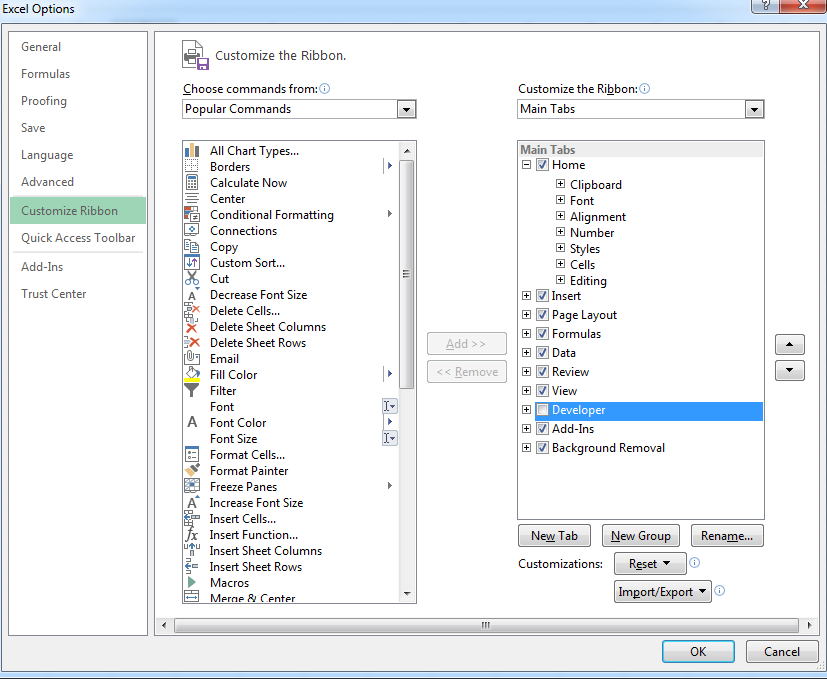 Excel Options
General
Formulas
Proofing
Save
Language
Advanced
Customize Ribbon
Quick Access Toolbar
Add-Ins
Trust Center
Customize the Ribbon.
Choose commands from:
Popular Commands
All Chart Types...
Borders
Calculate Now
Center
Conditional Formatting
Connections
Copy
Custom Sort...
Cut
Decrease Font Size
Delete Cells...
Delete Sheet Columns
Delete Sheet Rows
Email
Fill Color
Filter
Font
Font Color
Font Size
Format Cells...
Format Painter
Freeze Panes
Increase Font Size
Insert Cells...
Insert Function...
Insert Sheet Columns
Insert Sheet Rows
Macros
Merge & Center
Add >>
<< Remove
Customize the Ribbon:
Main Tabs
Main Tabs
Home
Clipboard
Font
Alignment
Number
Styles
Cells
Editing
Insert
Page Layout
Formulas
Data
Review
View
Developer
Add-Ins
Background Removal
New Tab
New Group
Rename...
Customizations:
Reset
Import/Export
OK
Cancel